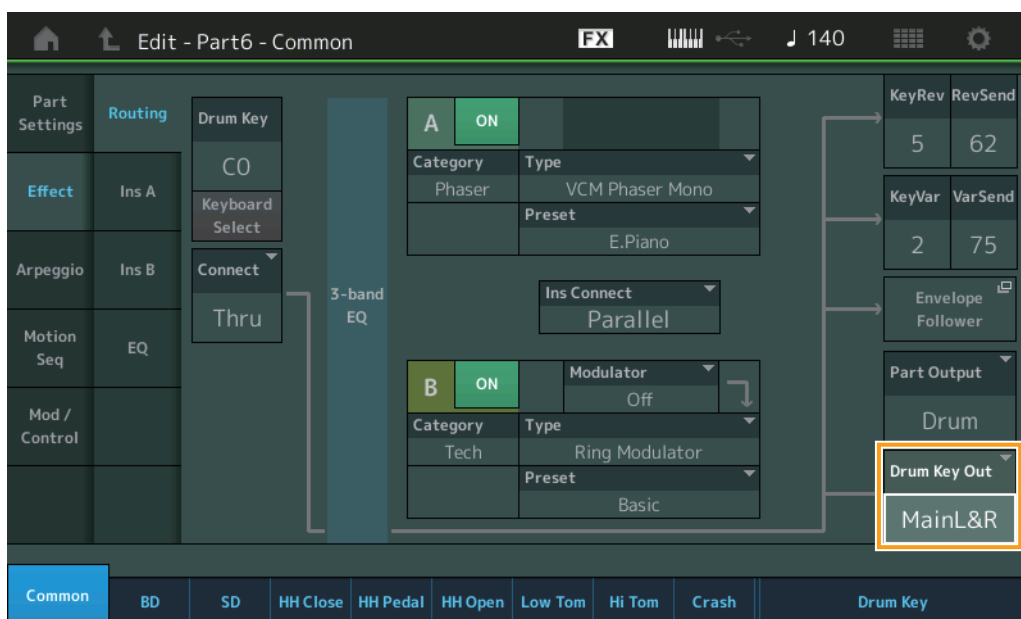 Edit - Part6 - Common
FX
140
Part
Settings
Effect
Arpeggio
Motion
Seq
Mod /
Control
Routing
Ins A
Ins B
EQ
Drum Key
C0
Keyboard
Select
Connect
Thru
3-band
EQ
A
ON
Category
Phaser
Type
VCM Phaser Mono
Preset
E.Piano
Ins Connect
Parallel
B
ON
Modulator
Off
Category
Tech
Type
Ring Modulator
Preset
Basic
KeyRev RevSend
5 62
KeyVar VarSend
2 75
Envelope
Follower
Part Output
Drum
Drum Key Out
MainL&R
Common BD SD HH Close HH Pedal HH Open Low Tom Hi Tom Crash Drum Key